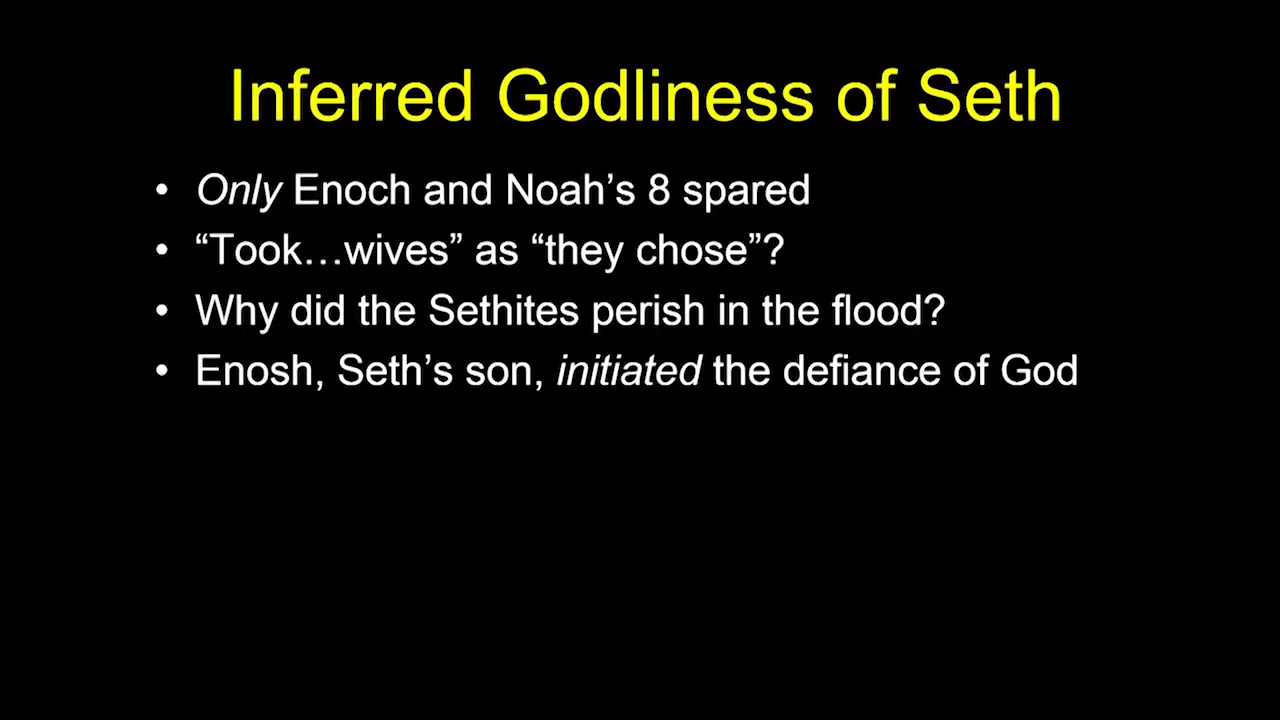 Inferred Godliness of Seth
• Only Enoch and Noah’s 8 spared
• “Took…wives” as “they chose”?
• Why did the Sethites perish in the flood?
• Enosh, Seth’s son, initiated the defiance of God